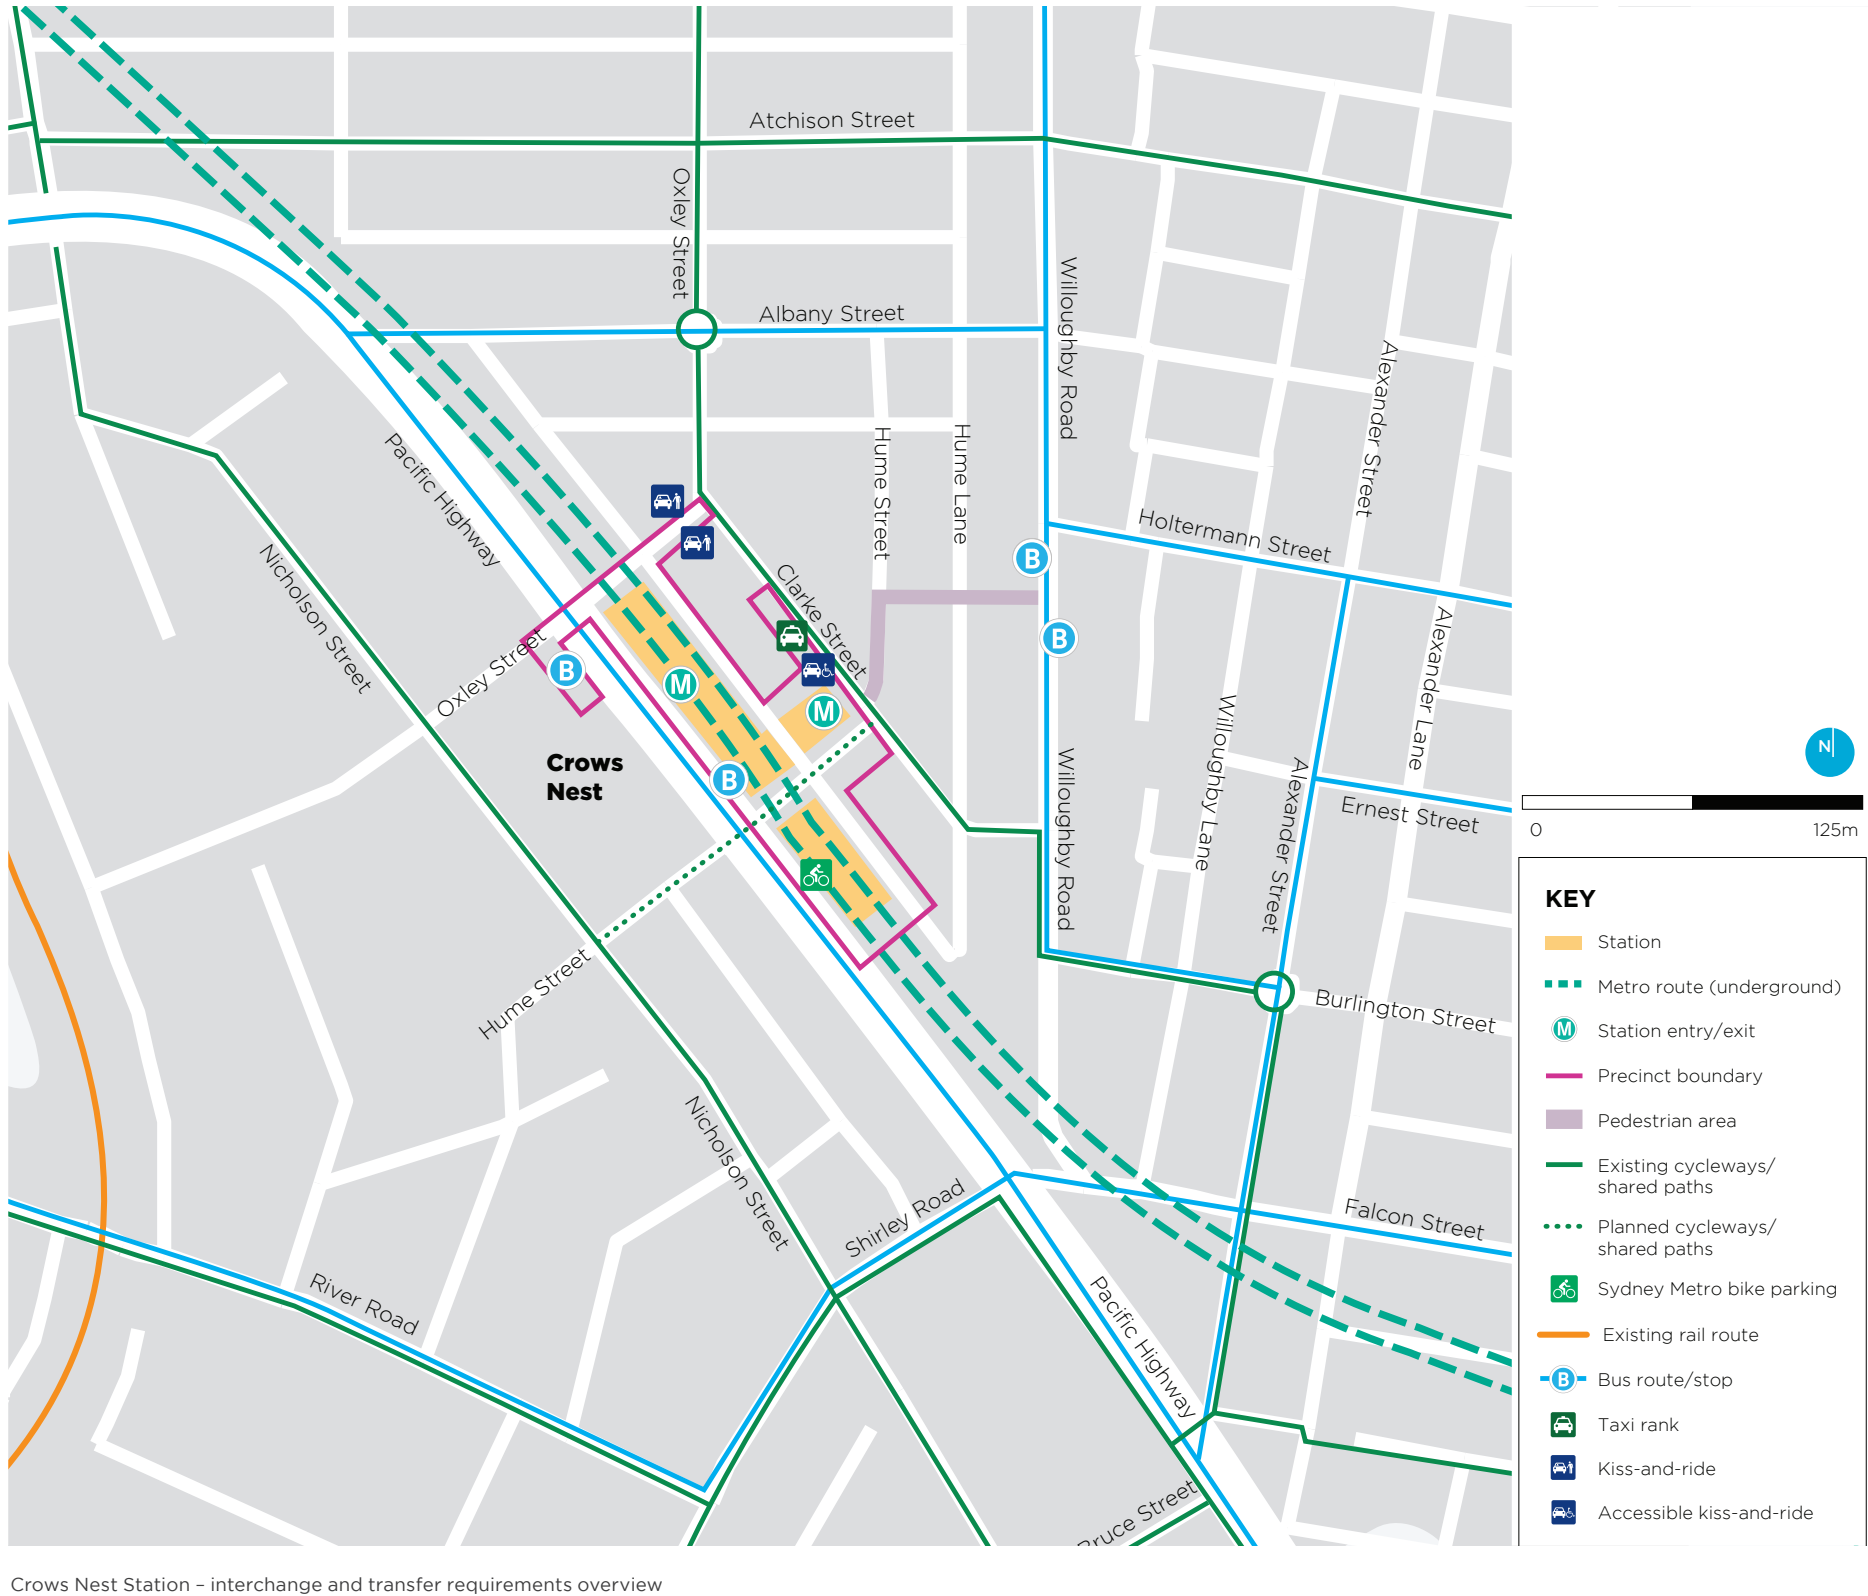 Atchison Street
Oxley Street
Albany Street
Willoughby Road
Alexander Street
Pacific Highway
Hume Street
Hume Lane
Holtermann Street
Nicholson Street
Clarke Street
B
B
Oxley Street
B
M
M
Alexander Lane
Willoughby Lane
Crows
Nest
B
Willoughby Road
Alexander Street
Ernest Street
Hume Street
Burlington Street
Nicholson Street
Shirley Road
Falcon Street
River Road
Pacific Highway
Bruce Street
N
0
125m
KEY
Station
Metro route (underground)
M
Station entry/exit
Precinct boundary
Pedestrian area
Existing cycleways/
shared paths
Planned cycleways/
shared paths
Sydney Metro bike parking
Existing rail route
B
Bus route/stop
Taxi rank
Kiss-and-ride
Accessible kiss-and-ride
Crows Nest Station – interchange and transfer requirements overview